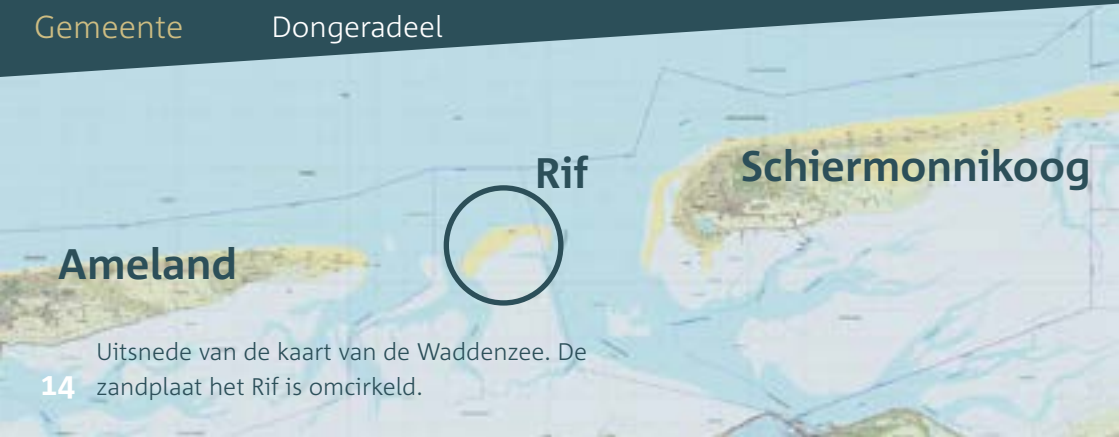 Gemeente Dongeradeel
Rif
Schiermonnikoog
Ameland
Uitsnede van de kaart van de Waddenzee. De
14 zandplaat het Rif is omcirkeld.